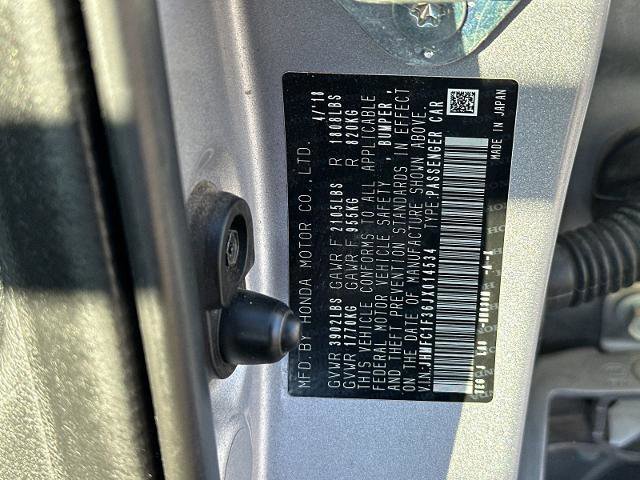 MFD BY HONDA MOTOR CO.,LTD. 4/'18
GVWR 3902LBS GAWR F 2105LBS R 1808LBS
GVWR 1770KG GAWR F 955KG R 820KG
THIS VEHICLE CONFORMS TO ALL APPLICABLE
FEDERAL MOTOR VEHICLE SAFETY, BUMPER,
AND THEFT PREVENTION STANDARDS IN EFFECT
ON THE DATE OF MANUFACTURE SHOWN ABOVE.
V.I.N.:JHMFC1F39JX014534 TYPE:PASSENGER CAR
MADE IN JAPAN